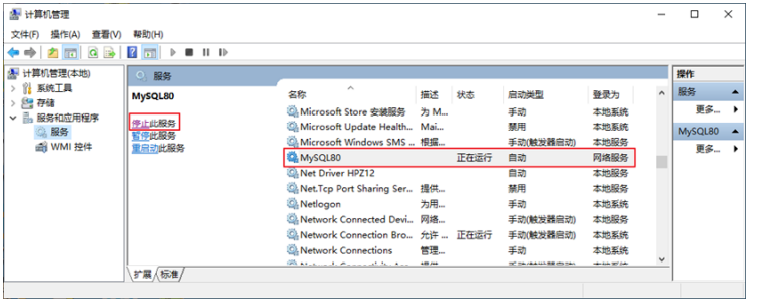 计算机管理
文件(F) 操作(A) 查看(V) 帮助(H)
计算机管理(本地)
系统工具
存储
服务和应用程序
服务
WMI 控件
服务
MySQL80
停止此服务
暂停此服务
重启动此服务
名称 描述 状态 启动类型 登录为
Microsoft Store 安装服务 为 M... 手动 本地系统
Microsoft Update Health... Mai... 禁用 本地系统
Microsoft Windows SMS ... 根据... 手动(触发器启动) 本地服务
MySQL80 正在运行 自动 网络服务
Net Driver HPZ12 自动 本地服务
Net.Tcp Port Sharing Ser... 提供... 禁用 本地服务
Netlogon 为用... 手动 本地系统
Network Connected Devi... 网络... 手动(触发器启动) 本地服务
Network Connection Bro... 允许 ... 正在运行 手动(触发器启动) 本地系统
Network Connections 管理... 手动 本地系统
扩展 标准
操作
服务
更多...
MySQL80
更多...